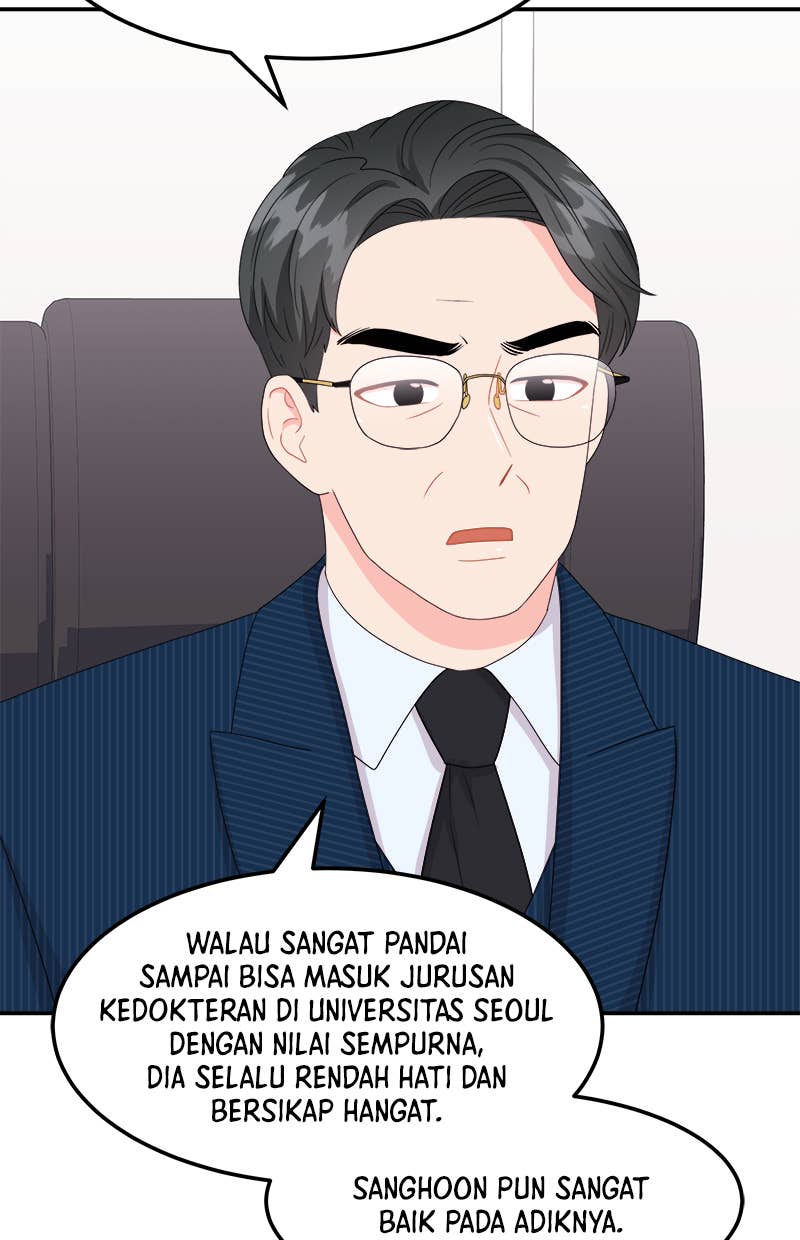 WALAU SANGAT PANDAI
SAMPAI BISA MASUK JURUSAN
KEDOKTERAN DI UNIVERSITAS SEOUL
DENGAN NILAI SEMPURNA,
DIA SELALU RENDAH HATI DAN
BERSIKAP HANGAT.
SANGHOON PUN SANGAT
BAIK PADA ADIKNYA.